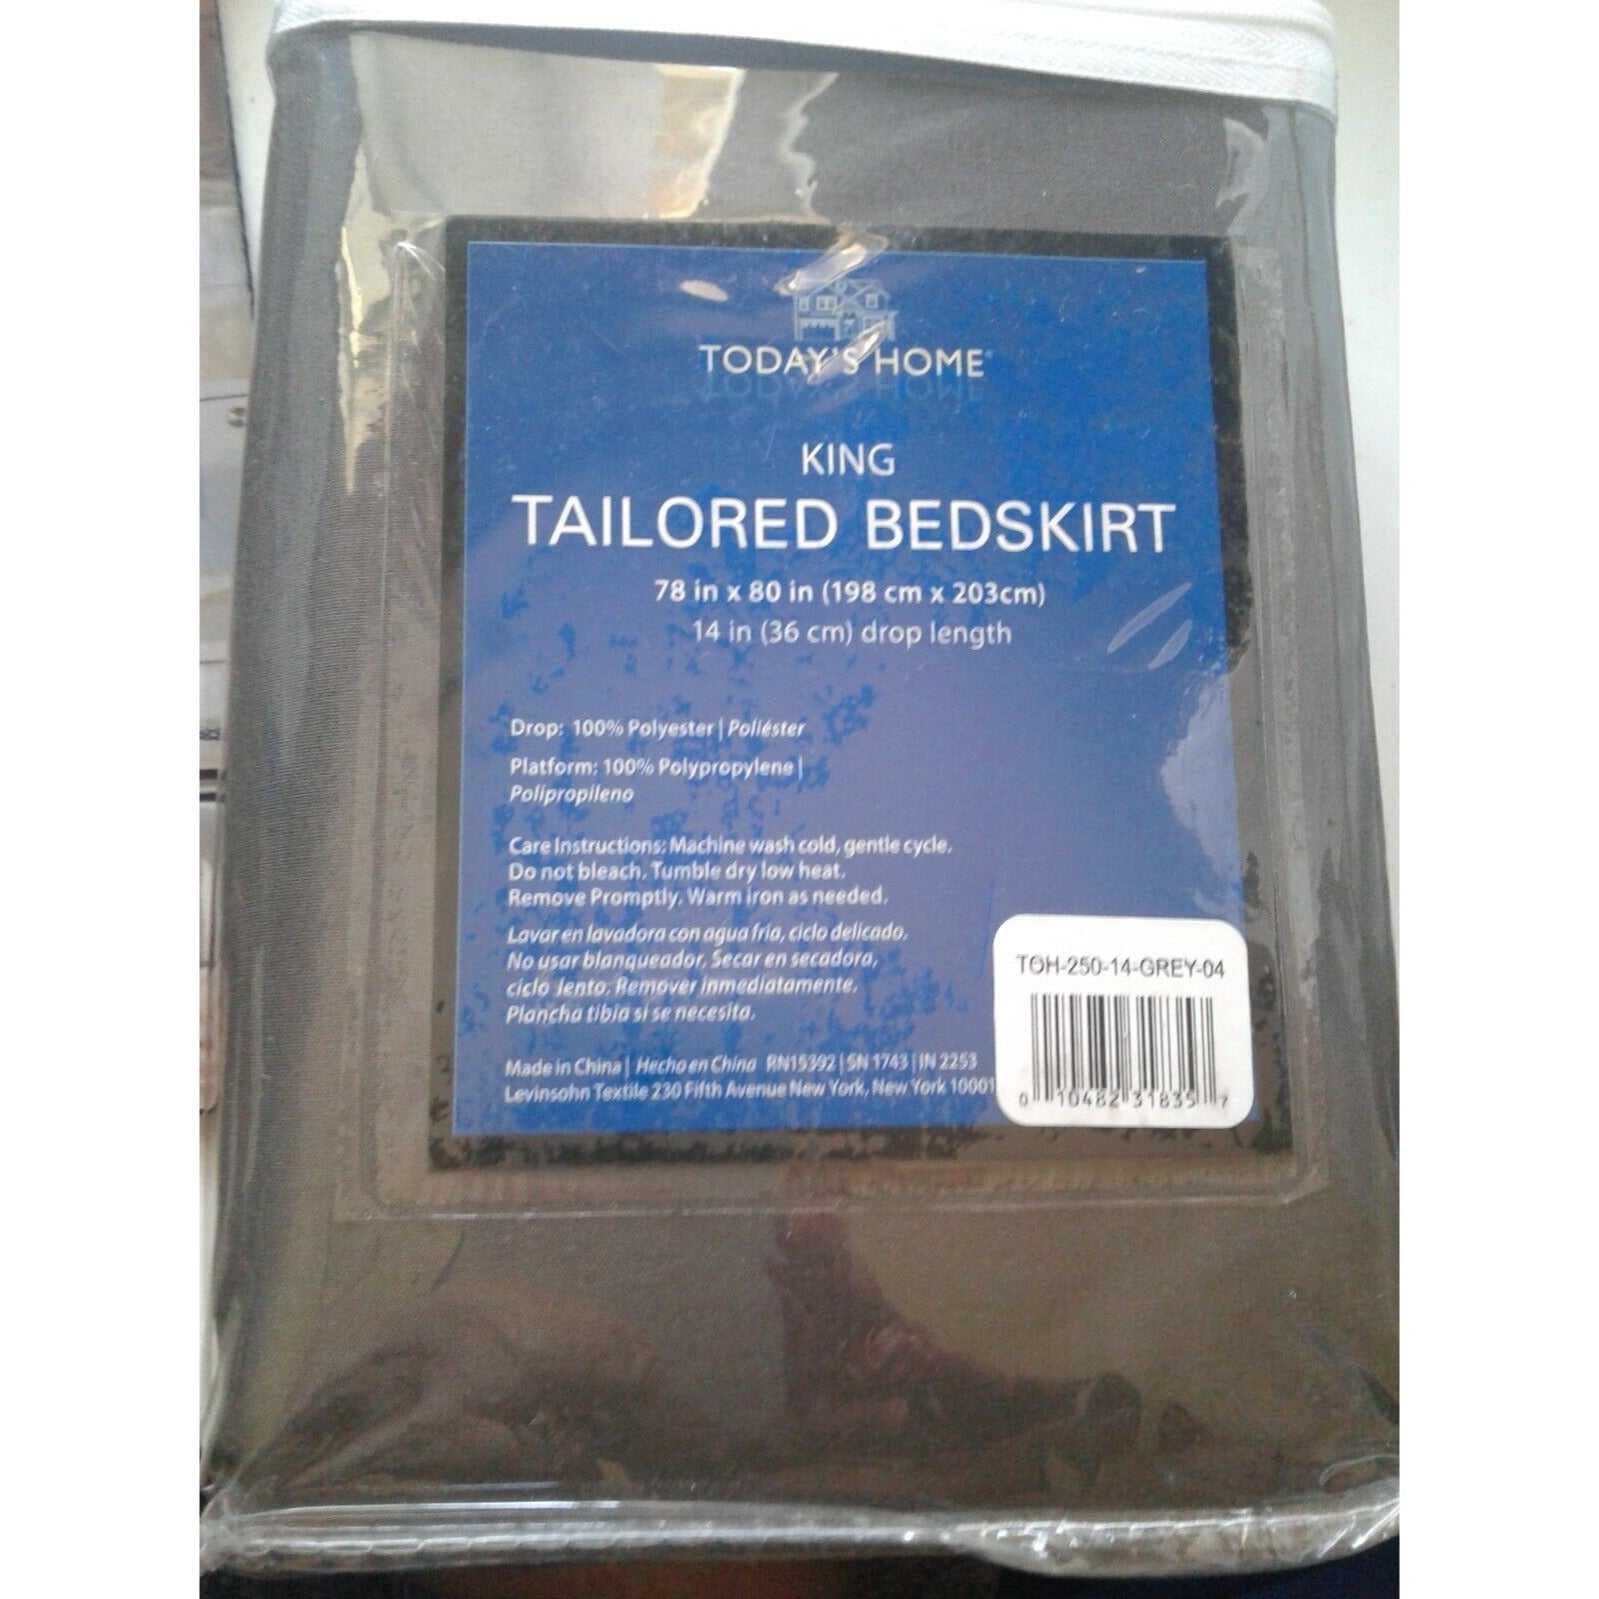 TODAY'S HOME®
KING
TAILORED BEDSKIRT
78 in x 80 in (198 cm x 203cm)
14 in (36 cm) drop length
Drop: 100% Polyester | Poliéster
Platform: 100% Polypropylene |
Polipropileno
Care Instructions: Machine wash cold, gentle cycle.
Do not bleach. Tumble dry low heat.
Remove Promptly. Warm iron as needed.
Lavar en lavadora con agua fria, ciclo delicado.
No usar blanqueador. Secar en secadora,
ciclo lento. Remover inmediatamente.
Plancha tibia si se necesita.
Made in China | Hecho en China RN15392 | SN 1743 | IN 2253
Levinsohn Textile 230 Fifth Avenue New York, New York 10001
TOH-250-14-GREY-04
0 10482 31835 7